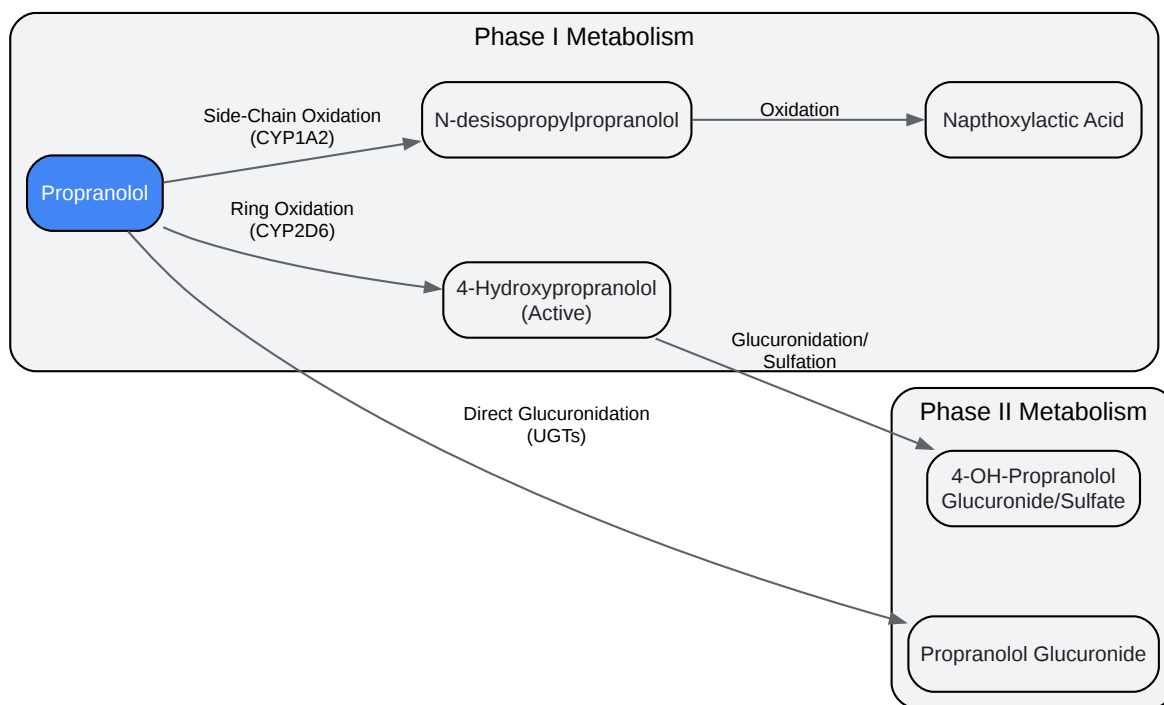 Phase I Metabolism
Side-Chain Oxidation
(CYP1A2)
N-desisopropylpropranolol
Oxidation
Napthoxylactic Acid
Propranolol
Ring Oxidation
(CYP2D6)
4-Hydroxypropranolol
(Active)
Glucuronidation/
Sulfation
Direct Glucuronidation
(UGTs)
Phase II Metabolism
4-OH-Propranolol
Glucuronide/Sulfate
Propranolol Glucuronide